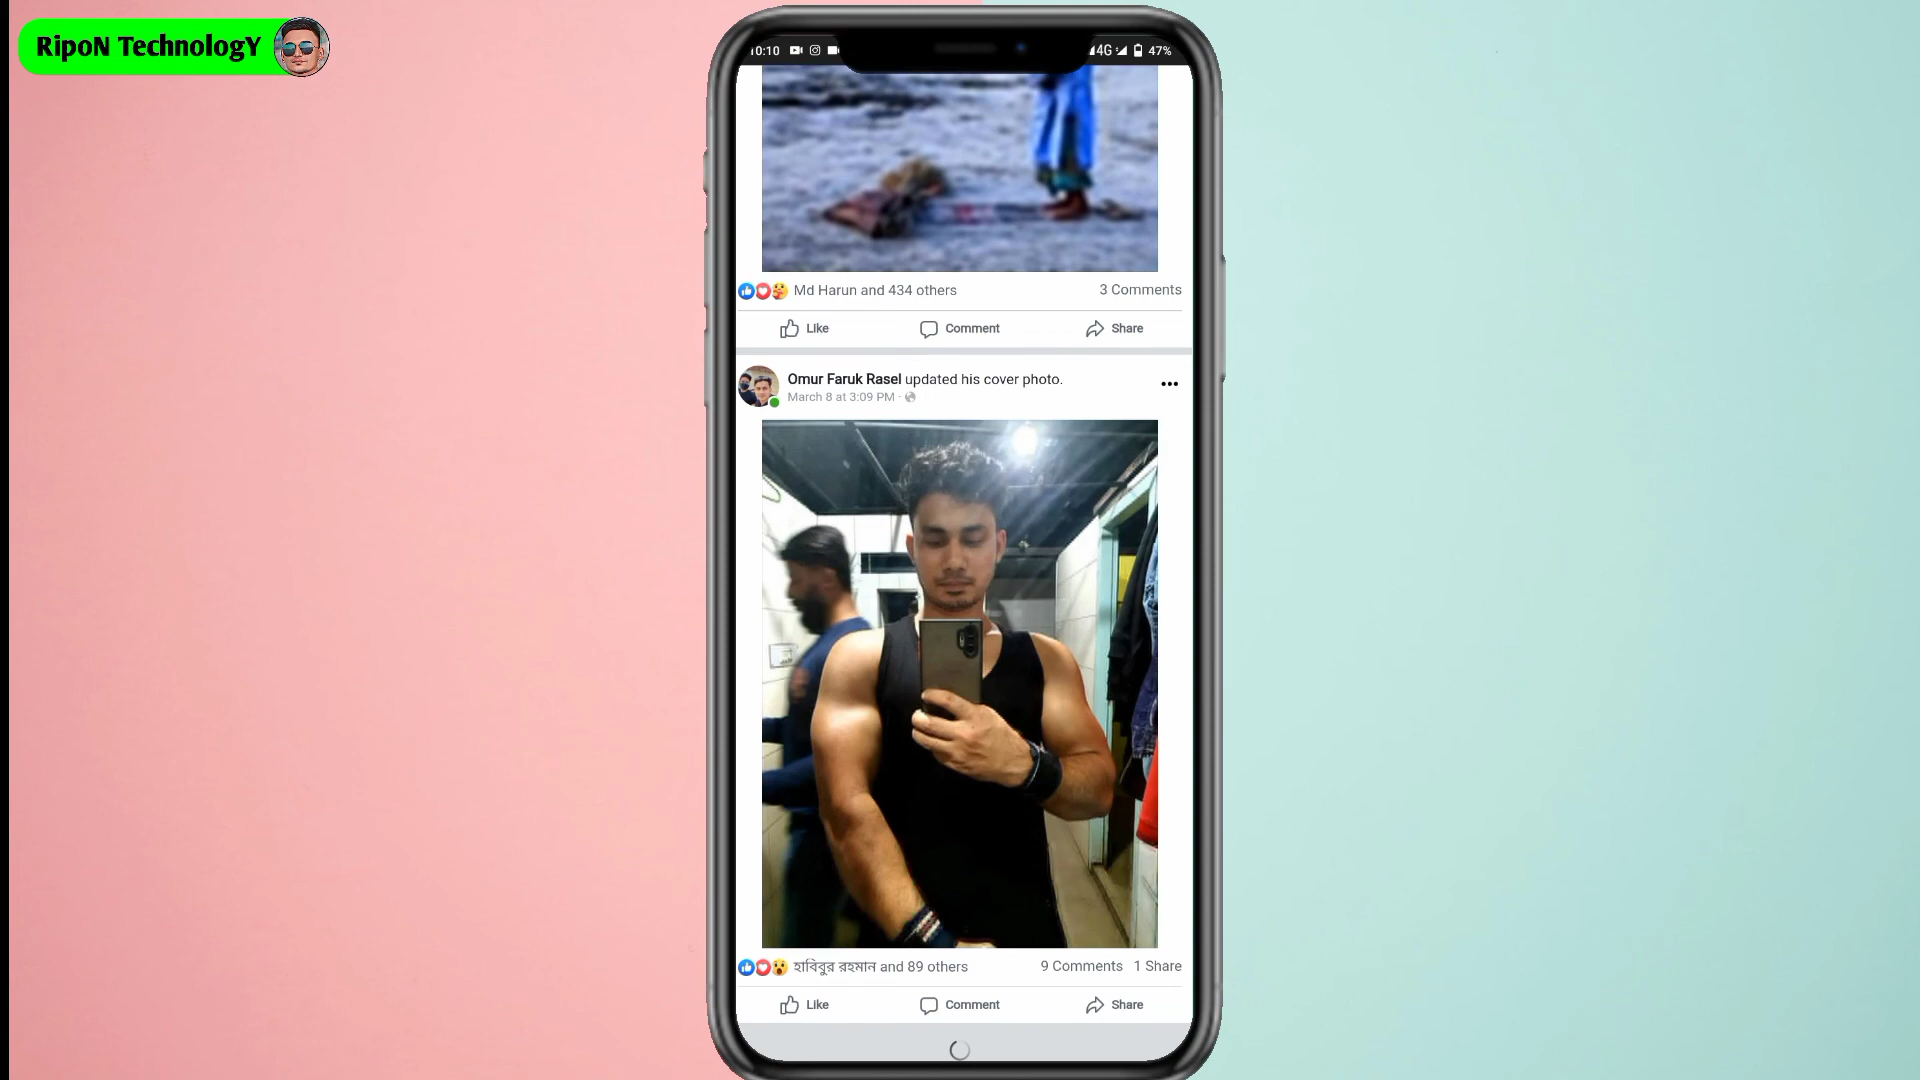 RipoN TechnologY
10:10
4G 47%
Md Harun and 434 others
3 Comments
Like
Comment
Share
Omur Faruk Rasel updated his cover photo.
March 8 at 3:09 PM ·
হাবিবুর রহমান and 89 others
9 Comments 1 Share
Like
Comment
Share